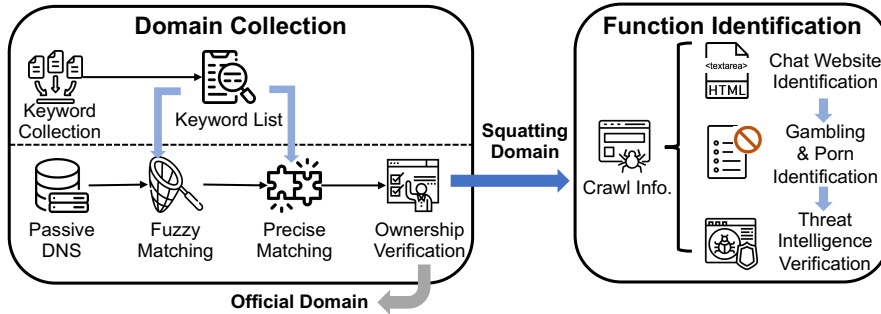 Domain Collection
Keyword
Collection
Keyword List
Passive
DNS
Fuzzy
Matching
Precise
Matching
Ownership
Verification
Official Domain
Squatting
Domain
Function Identification
Crawl Info.
<textarea>
HTML
Chat Website
Identification
Gambling
& Porn
Identification
Threat
Intelligence
Verification